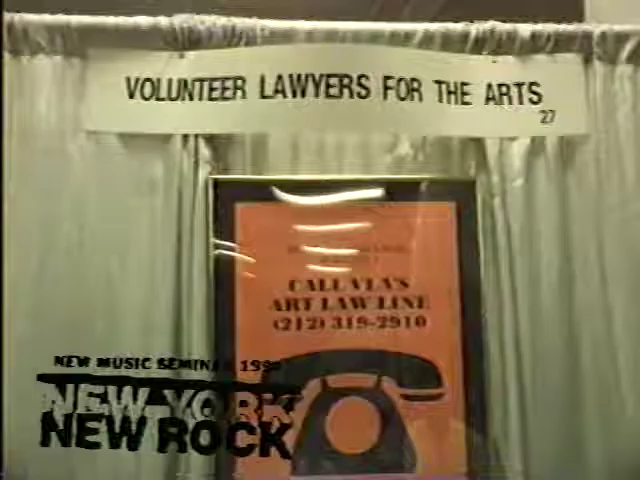 VOLUNTEER LAWYERS FOR THE ARTS
27
CALL VLA'S
ART LAW LINE
(212) 319-2910
NEW MUSIC SEMINAR
NEW YORK
NEW ROCK